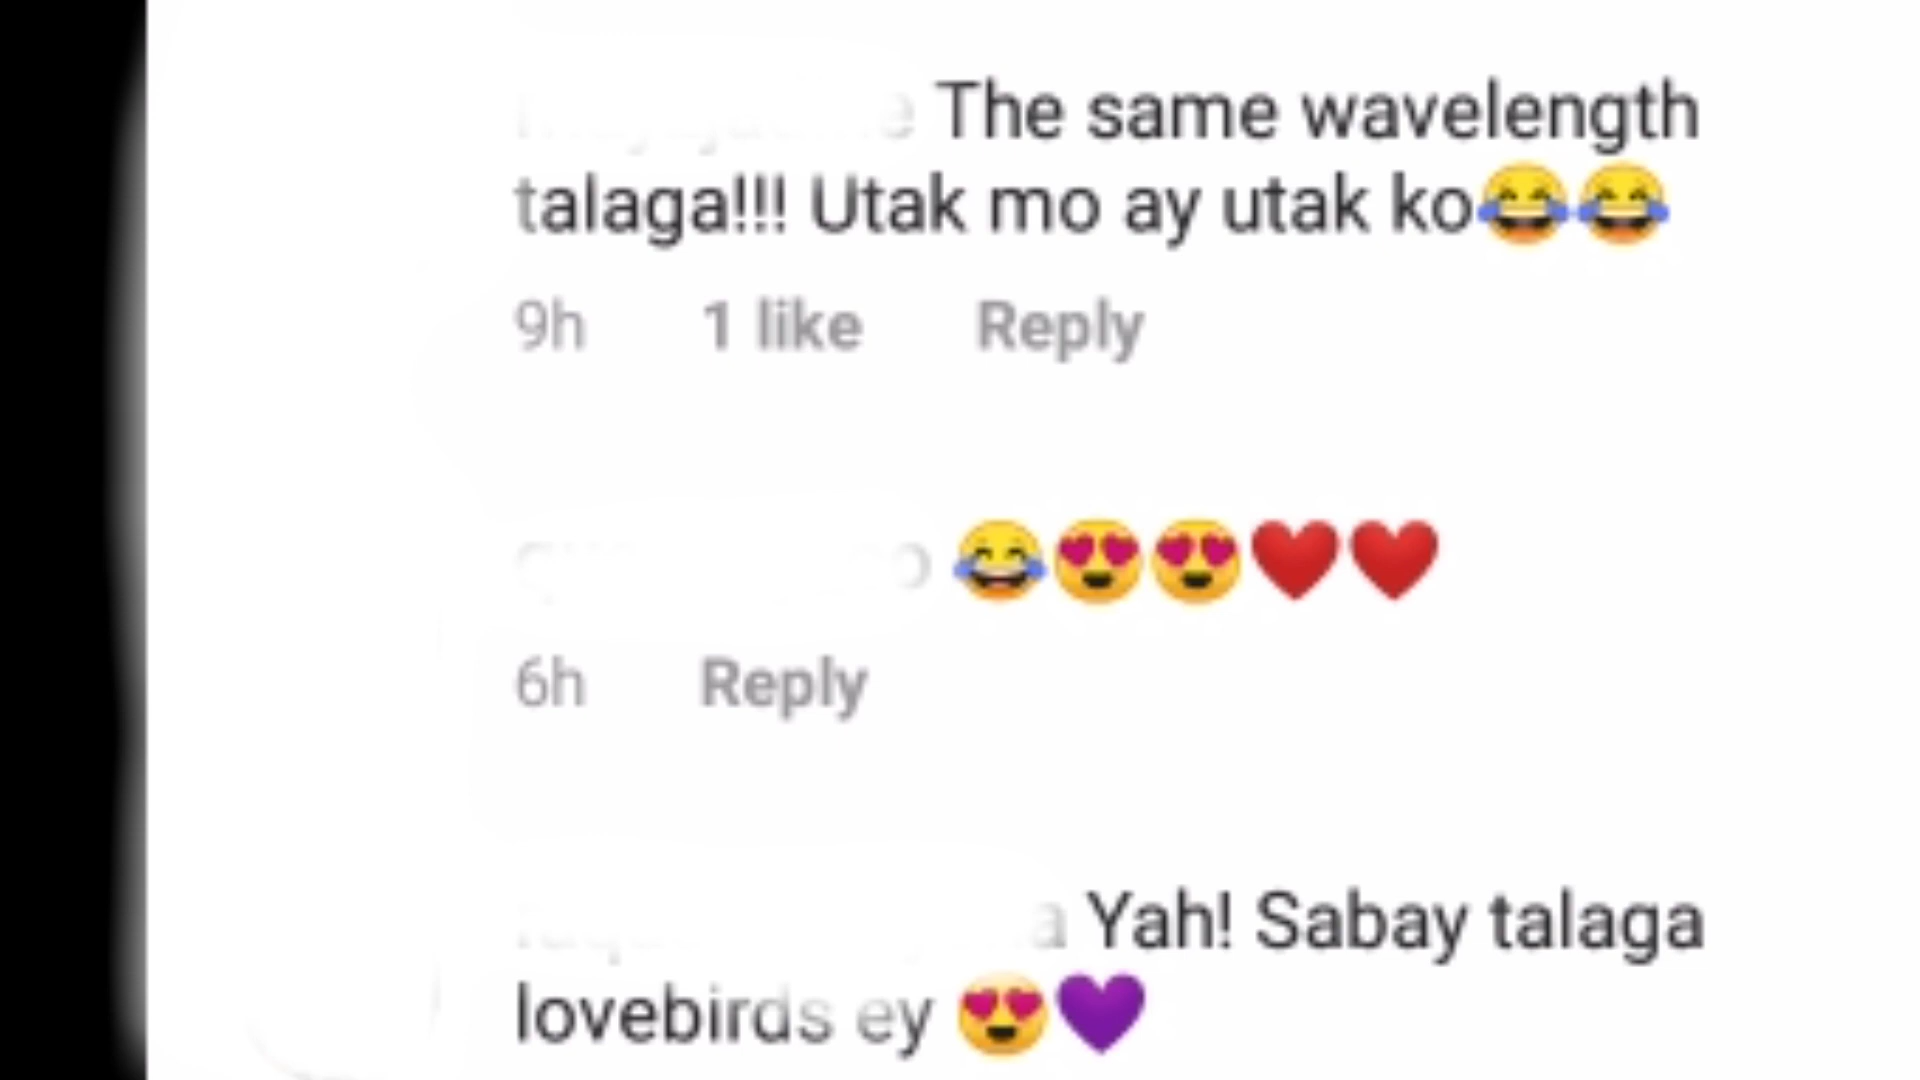 The same wavelength
talaga!!! Utak mo ay utak ko😂😂
9h 1 like Reply
😂😍😍❤️❤️
6h Reply
Yah! Sabay talaga
lovebirds ey 😍💜